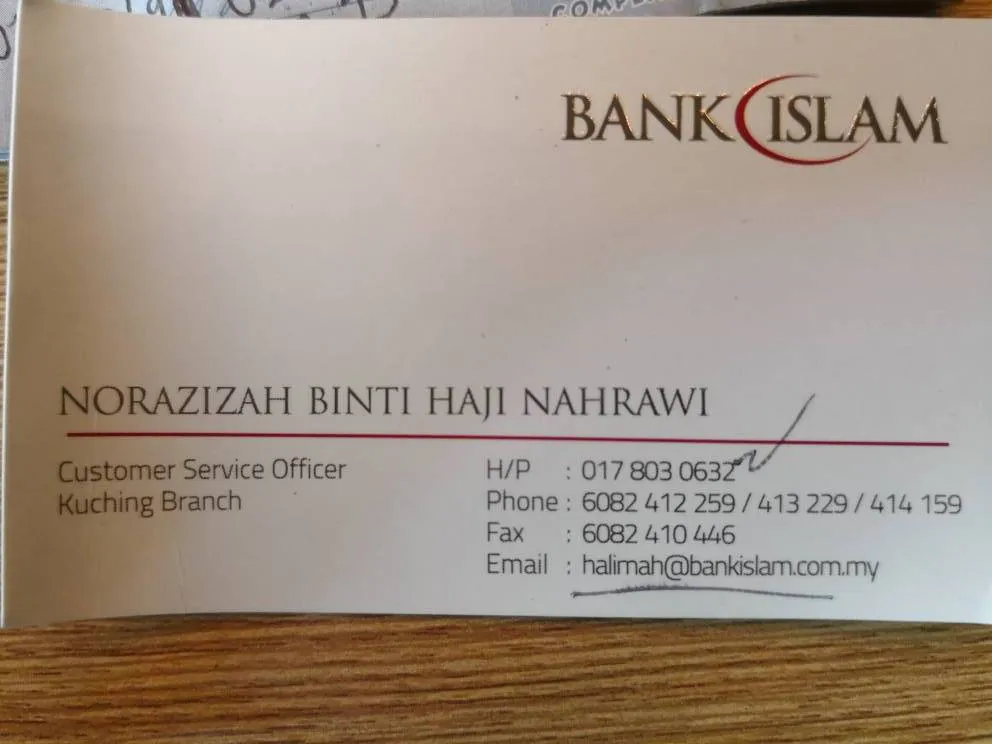 BANK ISLAM
NORAZIZAH BINTI HAJI NAHRAWI
Customer Service Officer
Kuching Branch
H/P : 017 803 0632
Phone : 6082 412 259 / 413 229 / 414 159
Fax : 6082 410 446
Email : halimah@bankislam.com.my